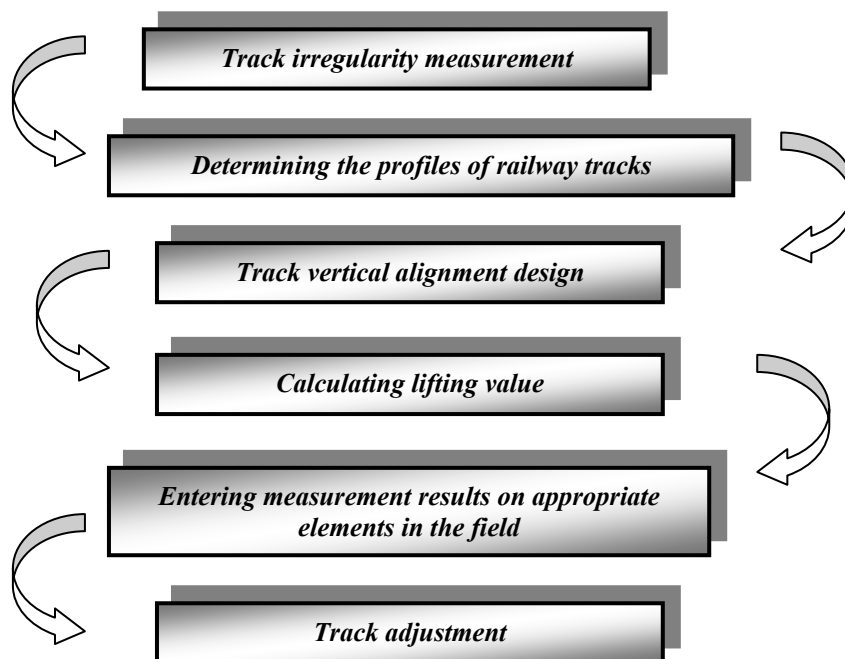 Track irregularity measurement
Determining the profiles of railway tracks
Track vertical alignment design
Calculating lifting value
Entering measurement results on appropriate
elements in the field
Track adjustment